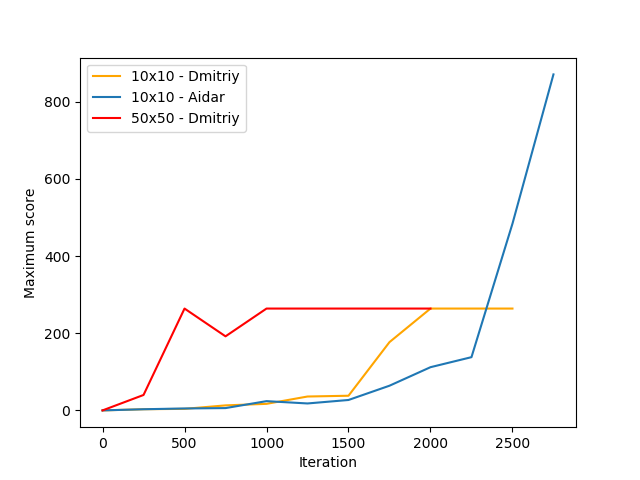 10x10 - Dmitriy
10x10 - Aidar
50x50 - Dmitriy
Maximum score
800
600
400
200
0
0 500 1000 1500 2000 2500
Iteration